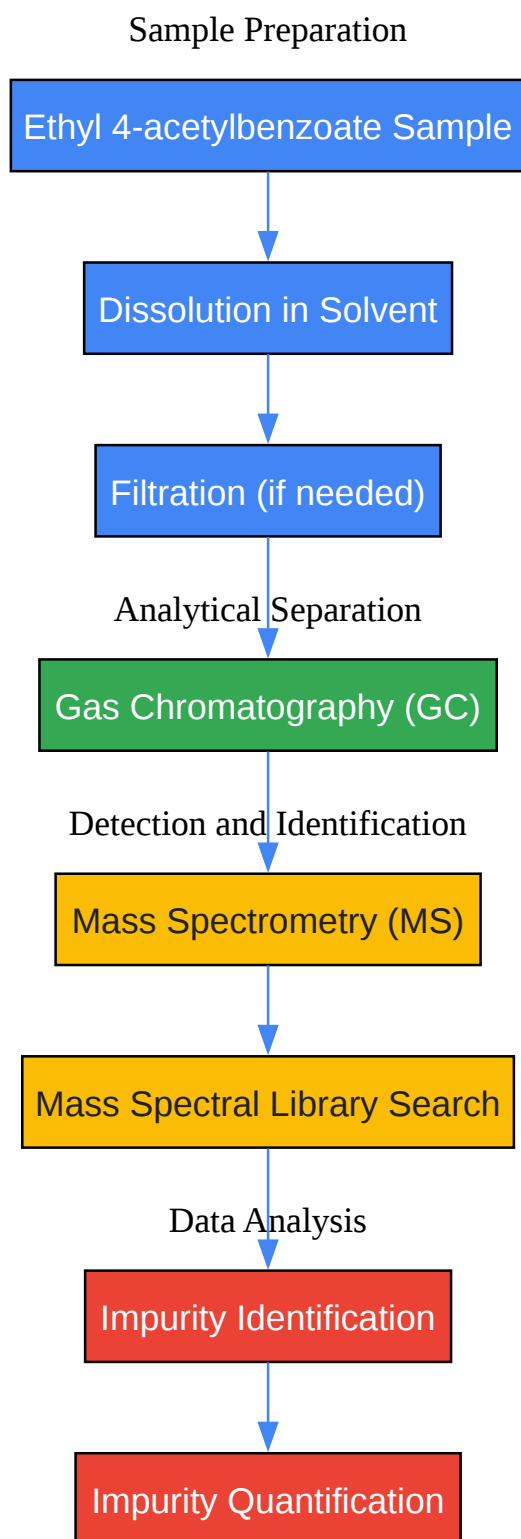 Sample Preparation
Ethyl 4-acetylbenzoate Sample
Dissolution in Solvent
Filtration (if needed)
Analytical Separation
Gas Chromatography (GC)
Detection and Identification
Mass Spectrometry (MS)
Mass Spectral Library Search
Data Analysis
Impurity Identification
Impurity Quantification